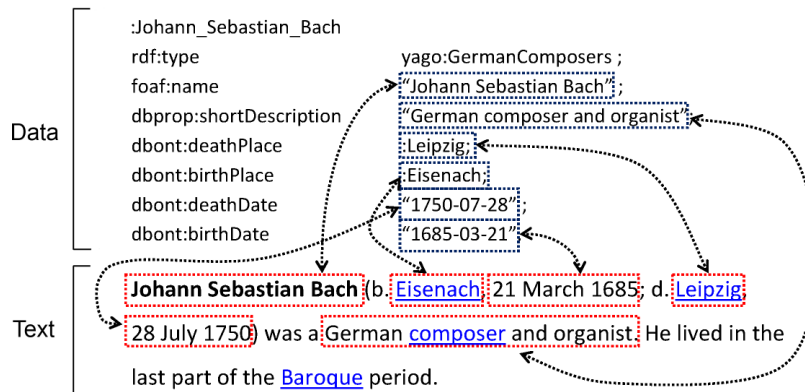 :Johann_Sebastian_Bach
rdf:type yago:GermanComposers ;
foaf:name “Johann Sebastian Bach” ;
dbprop:shortDescription “German composer and organist”
Data
dbont:deathPlace :Leipzig;
dbont:birthPlace :Eisenach;
dbont:deathDate “1750-07-28” ;
dbont:birthDate “1685-03-21”
Johann Sebastian Bach (b. Eisenach, 21 March 1685; d. Leipzig,
Text
28 July 1750) was a German composer and organist. He lived in the
last part of the Baroque period.